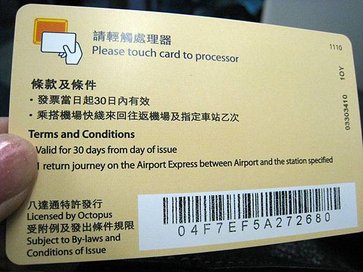 請輕觸處理器
Please touch card to processor
1110
1OY
03303410
條款及條件
・發票當日起30日內有效
・乘搭機場快綫來回往返機場及指定車站乙次
Terms and Conditions
Valid for 30 days from day of issue
1 return journey on the Airport Express between Airport and the station specified
八達通特許發行
Licensed by Octopus
受附例及發出條件規限
Subject to By-laws and
Conditions of Issue
04F7EF5A272680